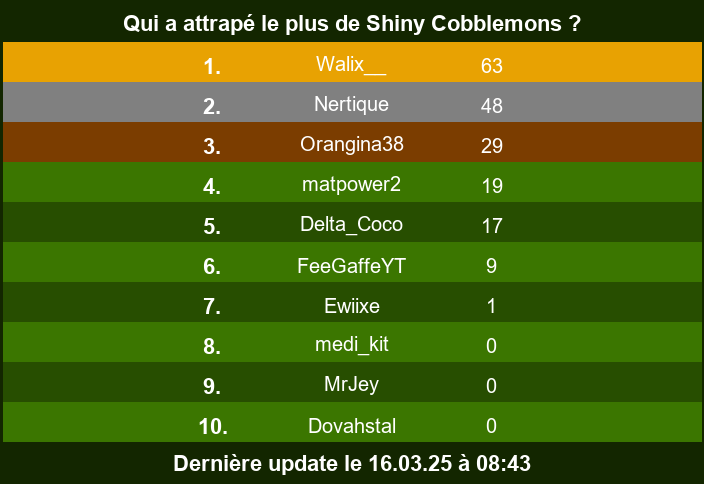 Qui a attrapé le plus de Shiny Cobblemons ?
1. Walix__ 63
2. Nertique 48
3. Orangina38 29
4. matpower2 19
5. Delta_Coco 17
6. FeeGaffeYT 9
7. Ewiixe 1
8. medi_kit 0
9. MrJey 0
10. Dovahstal 0
Dernière update le 16.03.25 à 08:43